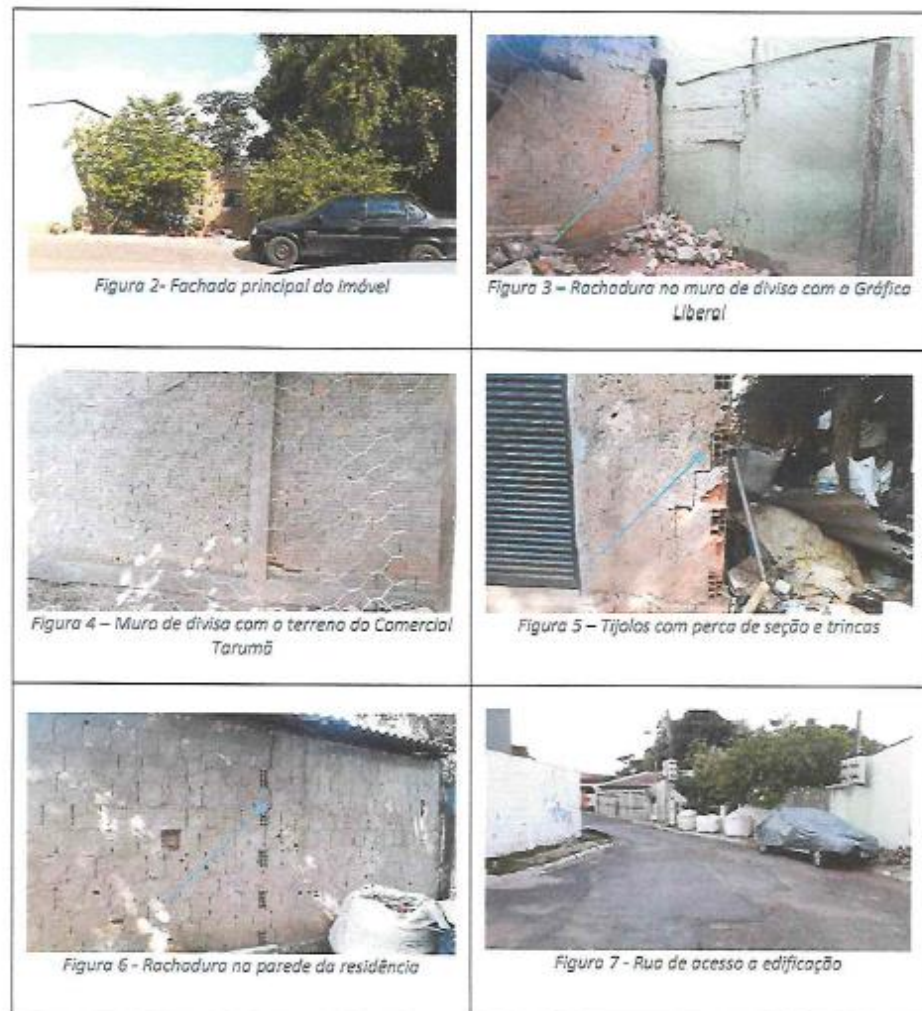 Figura 2- Fachada principal do Imóvel
Figura 3 – Rachadura no muro de divisa com a Gráfica
Liberal
Figura 4 – Muro de divisa com o terreno do Comercial
Tarumã
Figura 5 – Tijolos com perca de seção e trincas
Figura 6 - Rachadura na parede da residência
Figura 7 - Rua de acesso a edificação